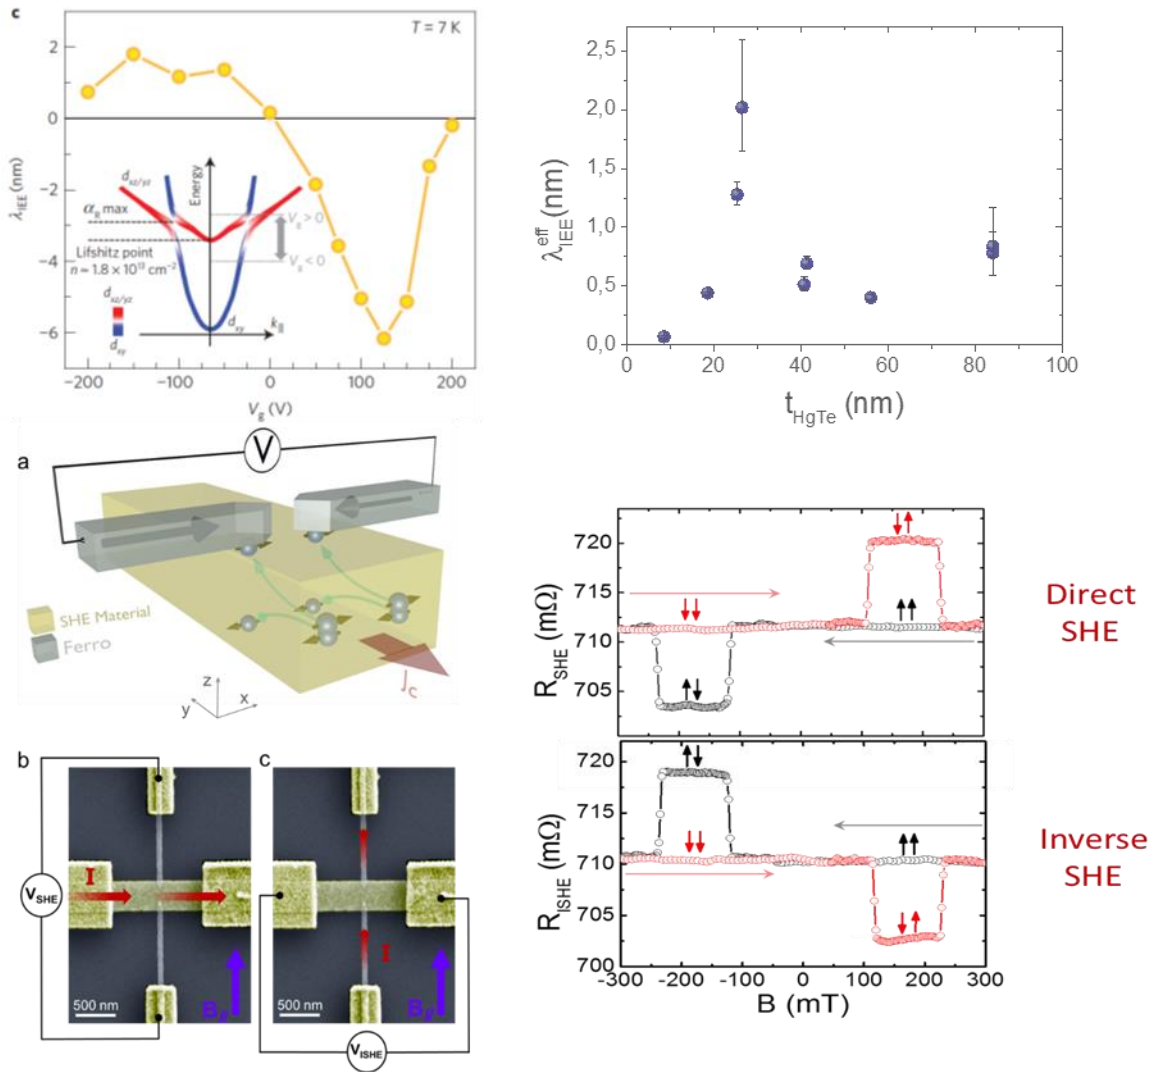 c
T = 7 K
2
0
−2
−4
−6
λIEE(nm)
dxz/yz
Energy
αR max
Vg > 0
Lifshitz point
n ≈ 1.8 × 10¹³ cm⁻²
Vg < 0
dxz/yz
dxy
dxy
k||
−200
−100
0
100
200
Vg (V)
2,5
2,0
1,5
1,0
0,5
0,0
λIEE eff (nm)
0
20
40
60
80
100
tHgTe (nm)
a
V
SHE Material
Ferro
JC
z
y
x
b
c
I
VSHE
500 nm
I
500 nm
VISHE
720
715
710
705
RSHE (mΩ)
Direct
SHE
720
715
710
705
700
RISHE (mΩ)
Inverse
SHE
-300
-200
-100
0
100
200
300
B (mT)